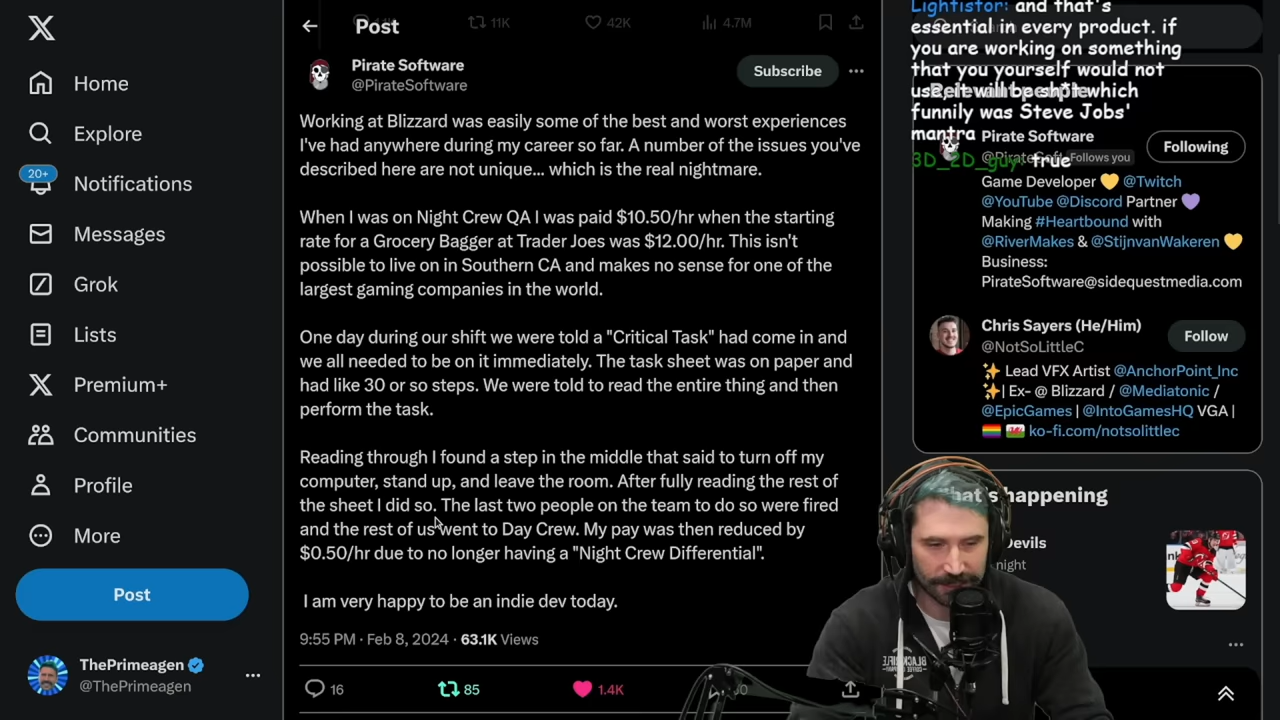 Home
Explore
20+
Notifications
Messages
Grok
Lists
Premium+
Communities
Profile
More
Post
ThePrimeagen
@ThePrimeagen
Post
11K
42K
4.7M
Pirate Software
@PirateSoftware
Subscribe
Working at Blizzard was easily some of the best and worst experiences
I've had anywhere during my career so far. A number of the issues you've
described here are not unique... which is the real nightmare.
When I was on Night Crew QA I was paid $10.50/hr when the starting
rate for a Grocery Bagger at Trader Joes was $12.00/hr. This isn't
possible to live on in Southern CA and makes no sense for one of the
largest gaming companies in the world.
One day during our shift we were told a "Critical Task" had come in and
we all needed to be on it immediately. The task sheet was on paper and
had like 30 or so steps. We were told to read the entire thing and then
perform the task.
Reading through I found a step in the middle that said to turn off my
computer, stand up, and leave the room. After fully reading the rest of
the sheet I did so. The last two people on the team to do so were fired
and the rest of us went to Day Crew. My pay was then reduced by
$0.50/hr due to no longer having a "Night Crew Differential".
I am very happy to be an indie dev today.
9:55 PM · Feb 8, 2024 · 63.1K Views
16
85
1.4K
Lightistor: and that's
essential in every product. if
you are working on something
that you yourself would not
use, it will be sh*t which
funnily was Steve Jobs'
mantra
3D_2D_guy: true
Relevant people
Pirate Software
Follows you
Following
Game Developer 💛 @Twitch
@YouTube @Discord Partner 💜
Making #Heartbound with
@RiverMakes & @StijnvanWakeren 💛
Business:
PirateSoftware@sidequestmedia.com
Chris Sayers (He/Him)
@NotSoLittleC
Follow
✨ Lead VFX Artist @AnchorPoint_Inc
✨| Ex- @ Blizzard / @Mediatonic /
@EpicGames | @IntoGamesHQ VGA |
🏳️‍🌈 🏴󠁧󠁢󠁷󠁬󠁳󠁿 ko-fi.com/notsolittlec
happening
Devils
night